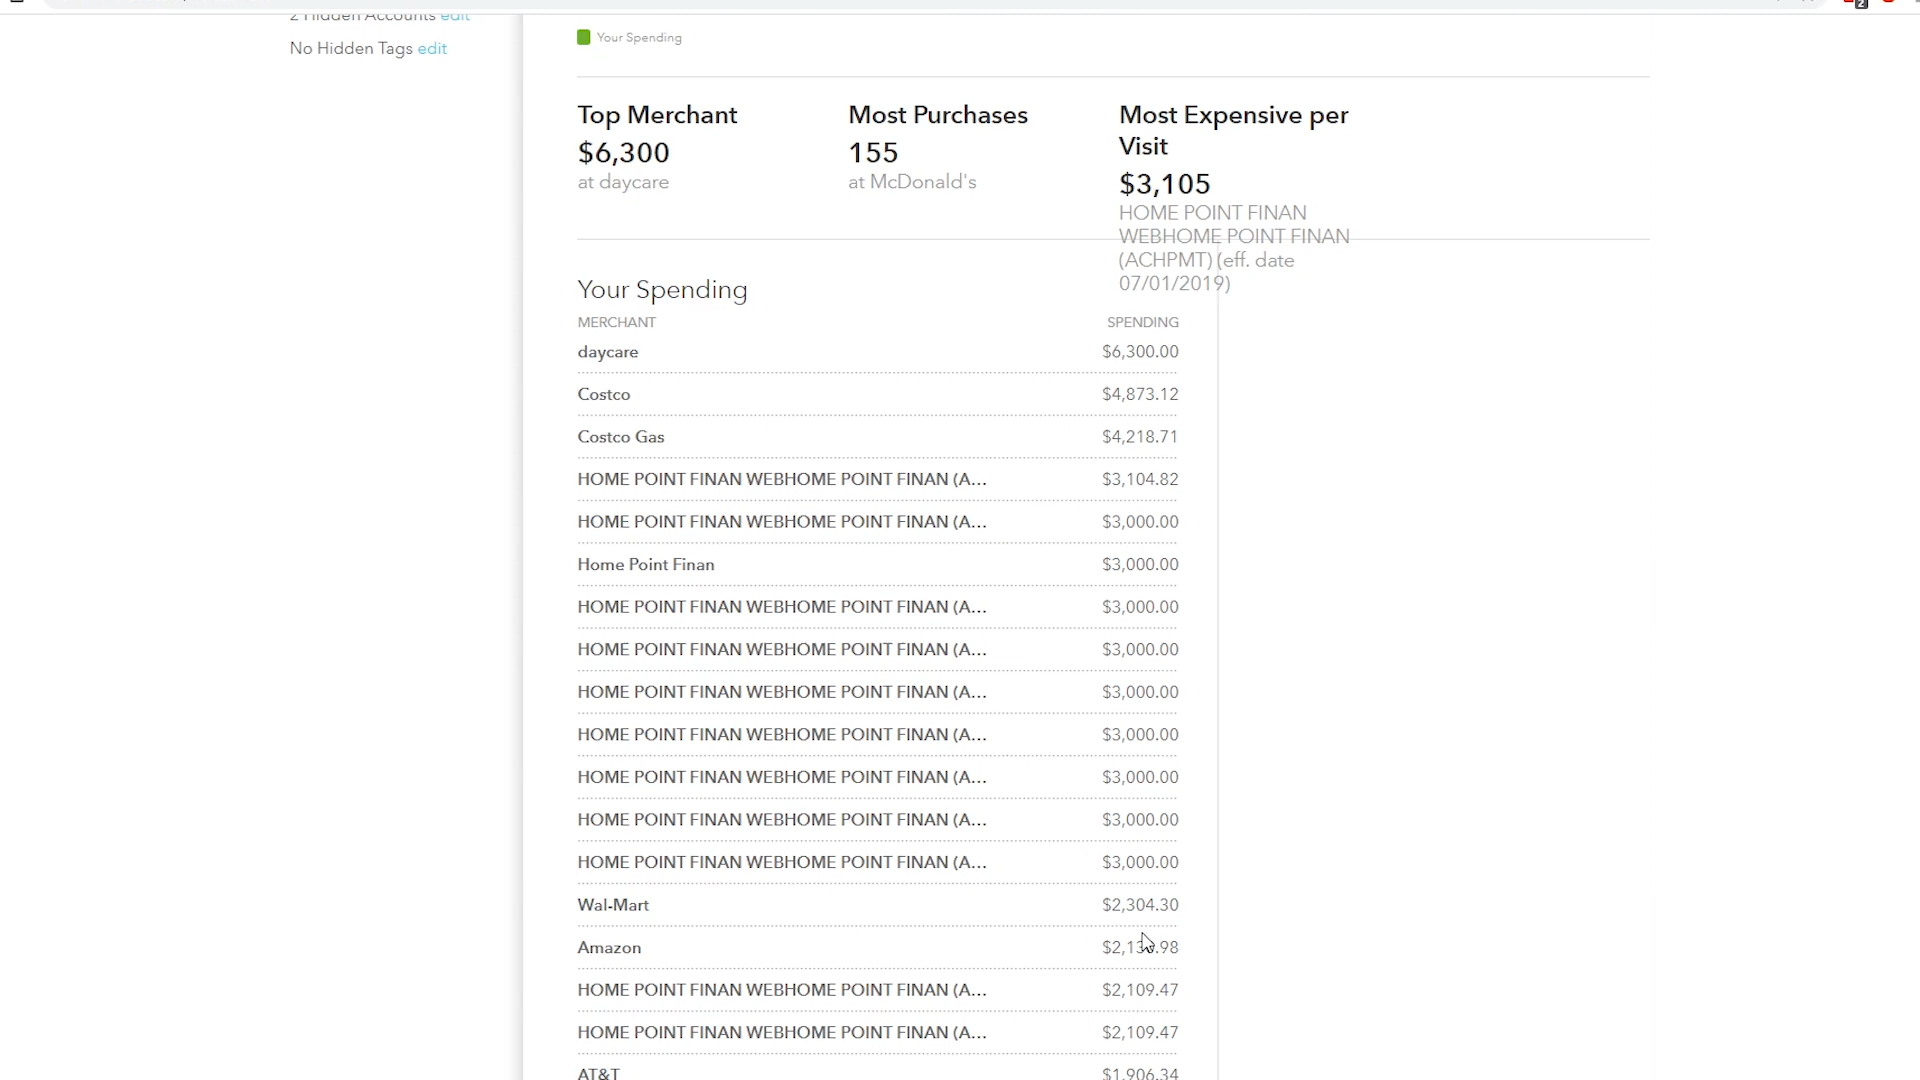 2 Hidden Accounts edit
No Hidden Tags edit
Your Spending
Top Merchant
$6,300
at daycare
Most Purchases
155
at McDonald's
Most Expensive per
Visit
$3,105
HOME POINT FINAN
WEBHOME POINT FINAN
(ACHPMT) (eff. date
07/01/2019)
Your Spending
MERCHANT SPENDING
daycare $6,300.00
Costco $4,873.12
Costco Gas $4,218.71
HOME POINT FINAN WEBHOME POINT FINAN (A... $3,104.82
HOME POINT FINAN WEBHOME POINT FINAN (A... $3,000.00
Home Point Finan $3,000.00
HOME POINT FINAN WEBHOME POINT FINAN (A... $3,000.00
HOME POINT FINAN WEBHOME POINT FINAN (A... $3,000.00
HOME POINT FINAN WEBHOME POINT FINAN (A... $3,000.00
HOME POINT FINAN WEBHOME POINT FINAN (A... $3,000.00
HOME POINT FINAN WEBHOME POINT FINAN (A... $3,000.00
HOME POINT FINAN WEBHOME POINT FINAN (A... $3,000.00
HOME POINT FINAN WEBHOME POINT FINAN (A... $3,000.00
Wal-Mart $2,304.30
Amazon
HOME POINT FINAN WEBHOME POINT FINAN (A... $2,109.47
HOME POINT FINAN WEBHOME POINT FINAN (A... $2,109.47
AT&T $1,906.34